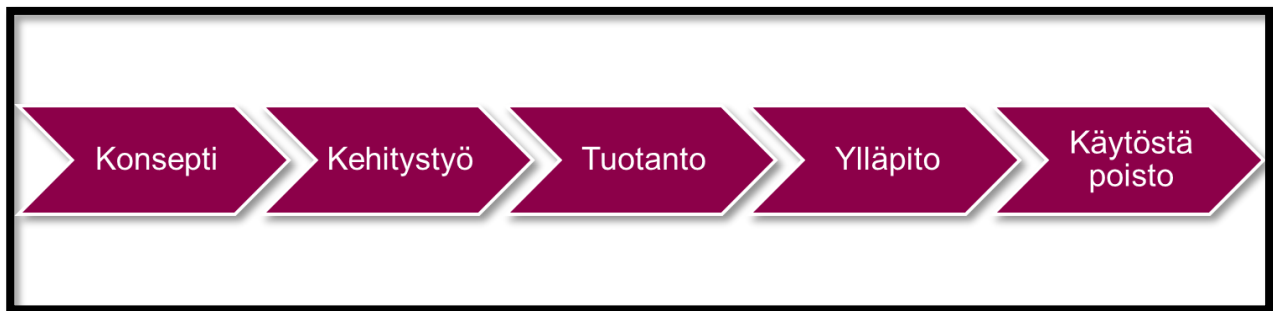 Konsepti
Kehitystyö
Tuotanto
Ylläpito
Käytöstä
poisto